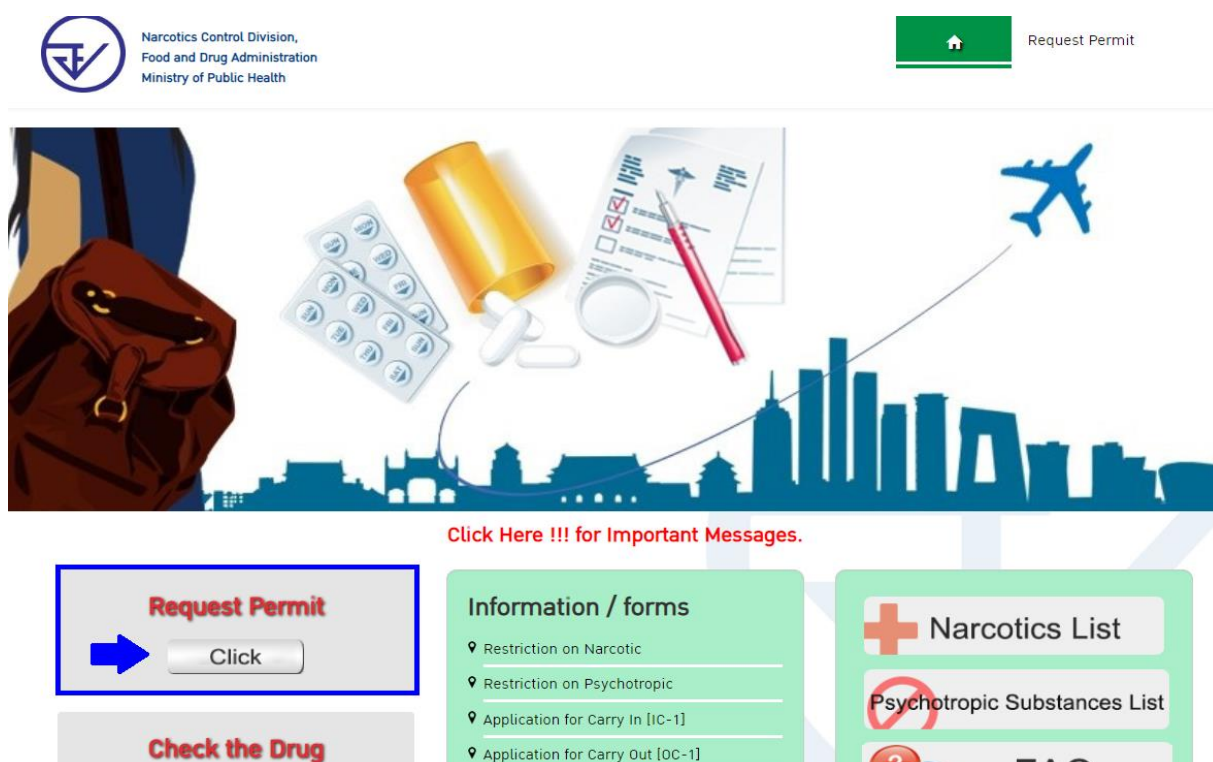 Narcotics Control Division,
Food and Drug Administration
Ministry of Public Health
Request Permit
Click Here !!! for Important Messages.
Request Permit
Click
Check the Drug
Information / forms
Restriction on Narcotic
Restriction on Psychotropic
Application for Carry In [IC-1]
Application for Carry Out [OC-1]
Narcotics List
Psychotropic Substances List